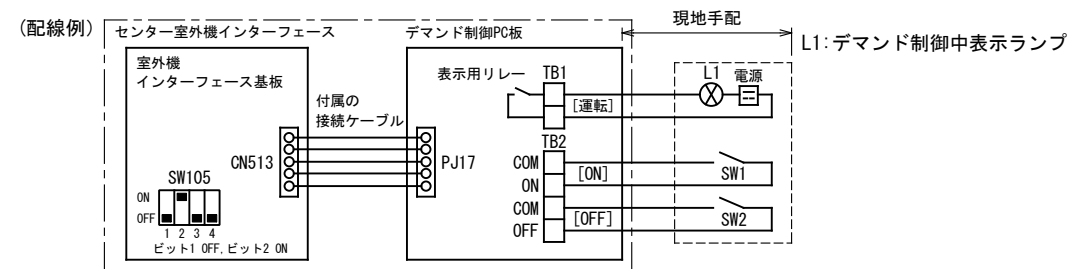 (配線例)
センター室外機インターフェース
デマンド制御PC板
現地手配
L1:デマンド制御中表示ランプ
室外機
インターフェース基板
付属の
接続ケーブル
表示用リレー
TB1
L1
電源
[運転]
TB2
CN513
PJ17
COM
[ON]
ON
SW1
COM
[OFF]
OFF
SW2
SW105
ON
OFF
1 2 3 4
ビット1 OFF,ビット2 ON